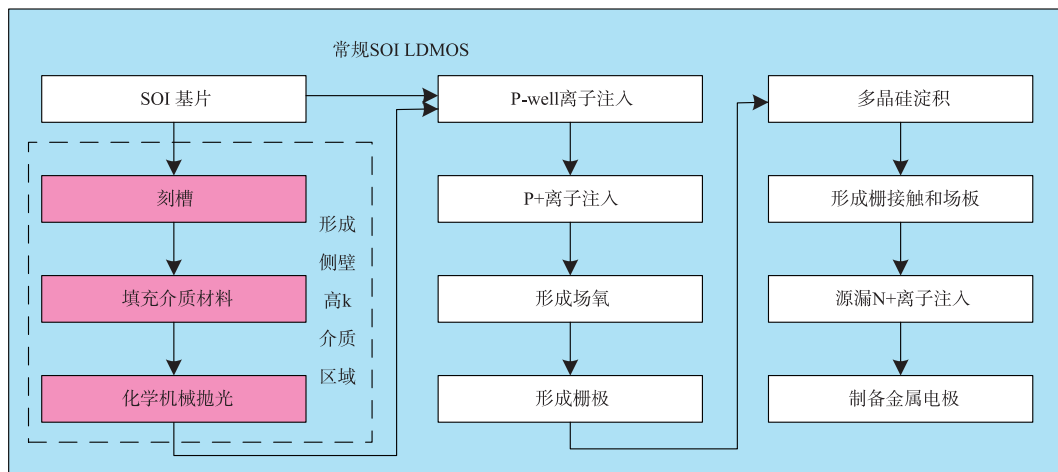 常规SOI LDMOS
SOI 基片
刻槽
填充介质材料
化学机械抛光
形成
侧壁
高k
介质
区域
P-well离子注入
P+离子注入
形成场氧
形成栅极
多晶硅淀积
形成栅接触和场板
源漏N+离子注入
制备金属电极